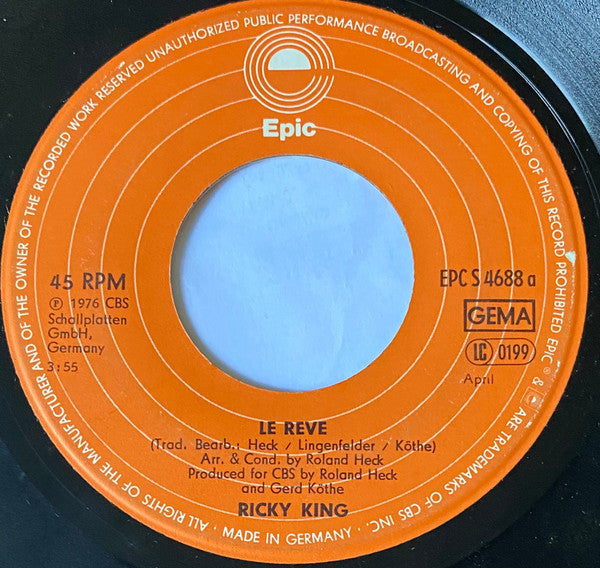 ALL RIGHTS OF THE MANUFACTURER AND OF THE OWNER OF THE RECORDED WORK RESERVED UNAUTHORIZED PUBLIC PERFORMANCE BROADCASTING AND COPYING OF THIS RECORD PROHIBITED EPIC ® & ARE TRADEMARKS OF CBS INC. · MADE IN GERMANY ·
Epic
45 RPM
℗ 1976 CBS
Schallplatten
GmbH,
Germany
3:55
EPC S 4688 a
GEMA
LC 0199
April
LE REVE
(Trad. Bearb.: Heck / Lingenfelder / Köthe)
Arr. & Cond. by Roland Heck
Produced for CBS by Roland Heck
and Gerd Köthe
RICKY KING